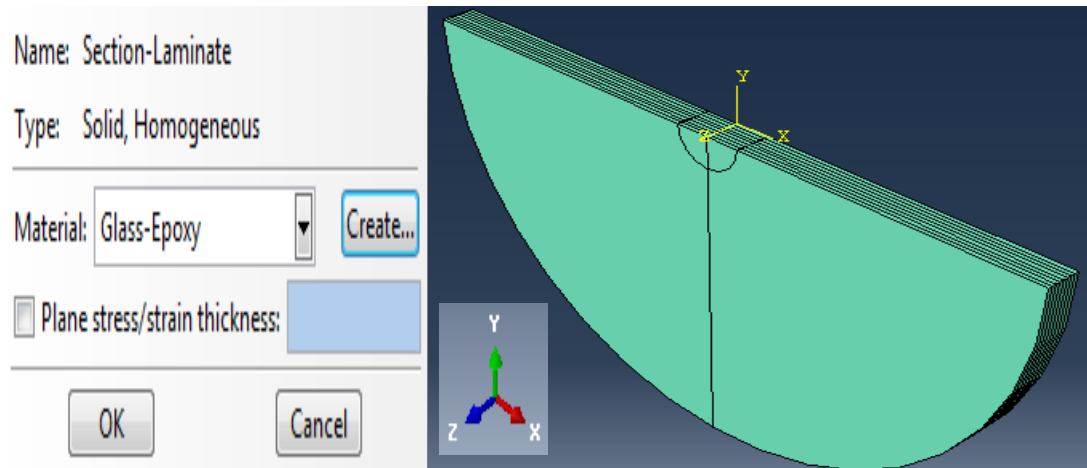 Name: Section-Laminate
Type: Solid, Homogeneous
Material: Glass-Epoxy Create...
Plane stress/strain thickness:
OK Cancel
Y
Z X
Y
Z X